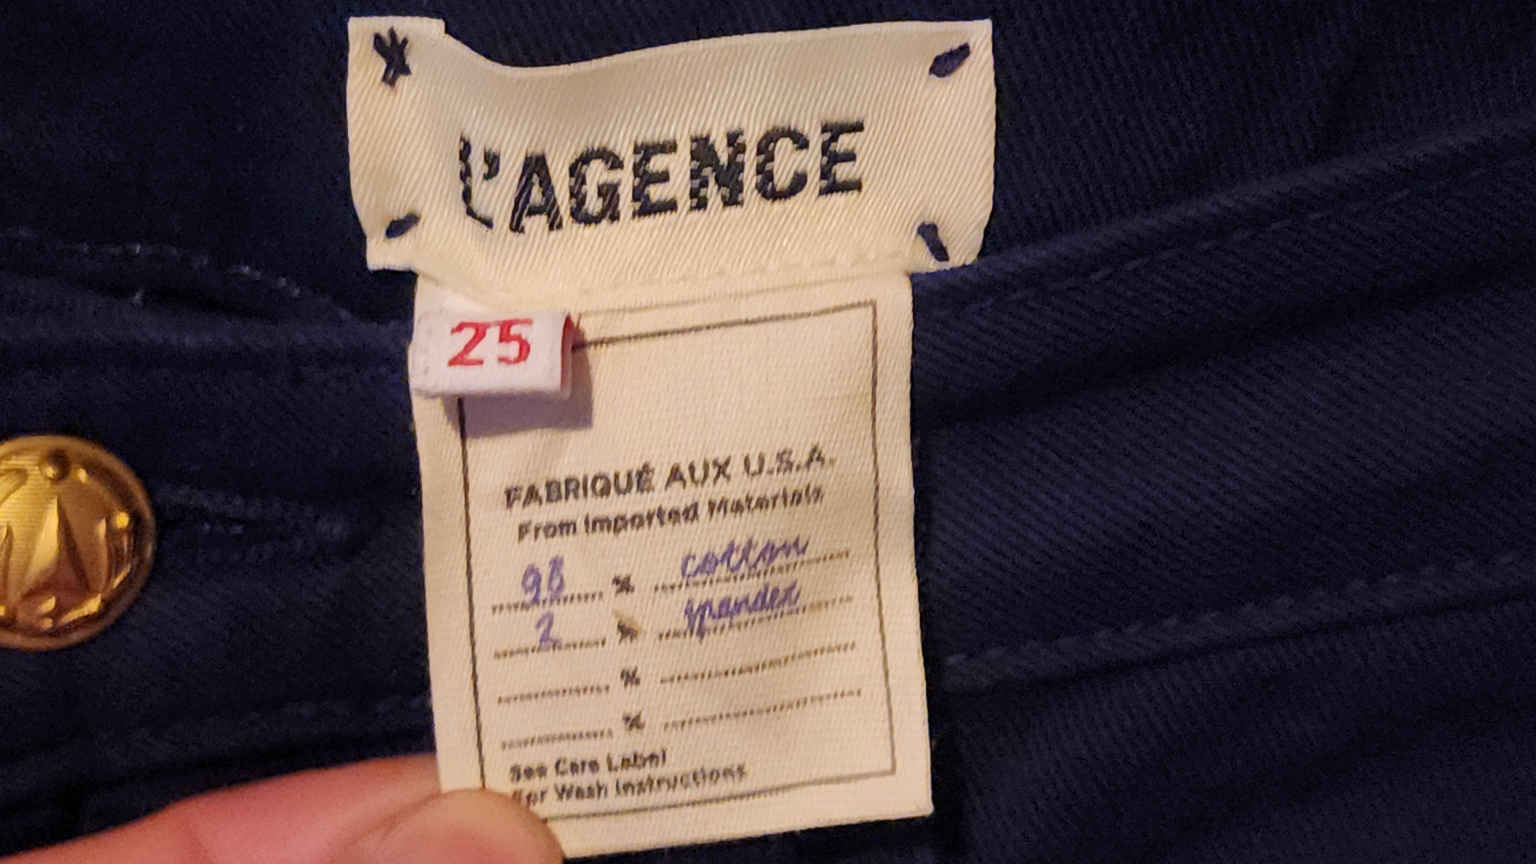 L'AGENCE
25
FABRIQUÉ AUX U.S.A.
From Imported Materials
98 % cotton
2 % spandex
%
%
See Care Label
For Wash Instructions